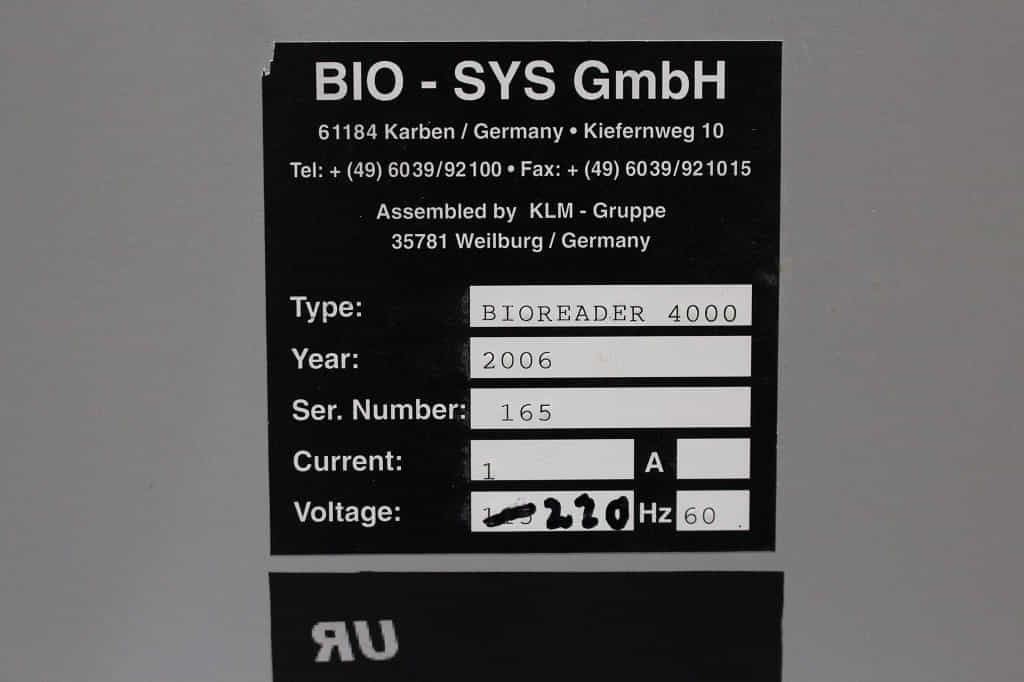 BIO - SYS GmbH
61184 Karben / Germany • Kiefernweg 10
Tel: + (49) 6039/92100 • Fax: + (49) 6039/921015
Assembled by KLM - Gruppe
35781 Weilburg / Germany
Type: BIOREADER 4000
Year: 2006
Ser. Number: 165
Current: 1 A
Voltage: 220 Hz 60
RU